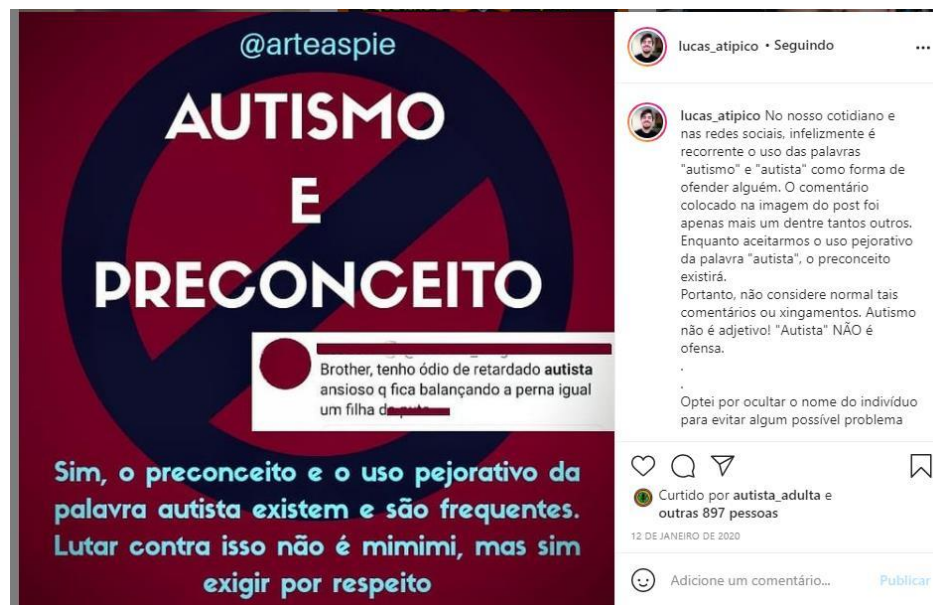 @arteaspie
AUTISMO
E
PRECONCEITO
Brother, tenho ódio de retardado autista
ansioso q fica balançando a perna igual
um filha
Sim, o preconceito e o uso pejorativo da
palavra autista existem e são frequentes.
Lutar contra isso não é mimimi, mas sim
exigir por respeito
lucas_atipico • Seguindo
lucas_atipico No nosso cotidiano e
nas redes sociais, infelizmente é
recorrente o uso das palavras
"autismo" e "autista" como forma de
ofender alguém. O comentário
colocado na imagem do post foi
apenas mais um dentre tantos outros.
Enquanto aceitarmos o uso pejorativo
da palavra "autista", o preconceito
existirá.
Portanto, não considere normal tais
comentários ou xingamentos. Autismo
não é adjetivo! "Autista" NÃO é
ofensa.
.
.
Optei por ocultar o nome do indivíduo
para evitar algum possível problema
Curtido por autista_adulta e
outras 897 pessoas
12 DE JANEIRO DE 2020
Adicione um comentário... Publicar